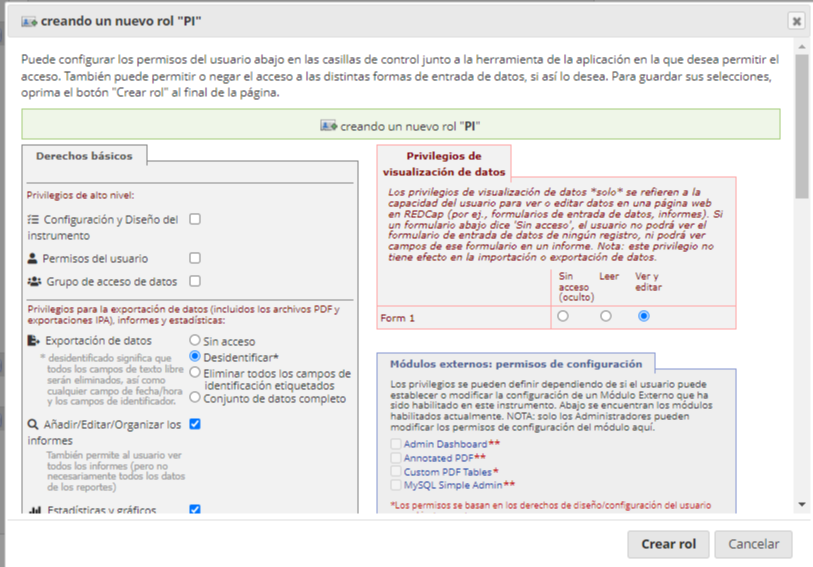 creando un nuevo rol "PI"
Puede configurar los permisos del usuario abajo en las casillas de control junto a la herramienta de la aplicación en la que desea permitir el
acceso. También puede permitir o negar el acceso a las distintas formas de entrada de datos, si así lo desea. Para guardar sus selecciones,
oprima el botón "Crear rol" al final de la página.
creando un nuevo rol "PI"
Derechos básicos
Privilegios de alto nivel:
Configuración y Diseño del
instrumento
Permisos del usuario
Grupo de acceso de datos
Privilegios para la exportación de datos (incluidos los archivos PDF y
exportaciones IPA), informes y estadísticas:
Exportación de datos
* desidentificado significa que
todos los campos de texto libre
serán eliminados, así como
cualquier campo de fecha/hora
y los campos de identificador.
Sin acceso
Desidentificar*
Eliminar todos los campos de
identificación etiquetados
Conjunto de datos completo
Añadir/Editar/Organizar los
informes
También permite al usuario ver
todos los informes (pero no
necesariamente todos los datos
de los reportes)
Estadísticas y gráficos
Privilegios de
visualización de datos
Los privilegios de visualización de datos *solo* se refieren a la
capacidad del usuario para ver o editar datos en una página web
en REDCap (por ej., formularios de entrada de datos, informes). Si
un formulario abajo dice 'Sin acceso', el usuario no podrá ver el
formulario de entrada de datos de ningún registro, ni podrá ver
campos de ese formulario en un informe. Nota: este privilegio no
tiene efecto en la importación o exportación de datos.
Sin acceso (oculto) Leer Ver y editar
Form 1
Módulos externos: permisos de configuración
Los privilegios se pueden definir dependiendo de si el usuario puede
establecer o modificar la configuración de un Módulo Externo que ha
sido habilitado en este instrumento. Abajo se encuentran los módulos
habilitados actualmente. NOTA: solo los Administradores pueden
modificar los permisos de configuración del módulo aquí.
Admin Dashboard**
Annotated PDF**
Custom PDF Tables*
MySQL Simple Admin**
*Los permisos se basan en los derechos de diseño/configuración del usuario
Crear rol
Cancelar